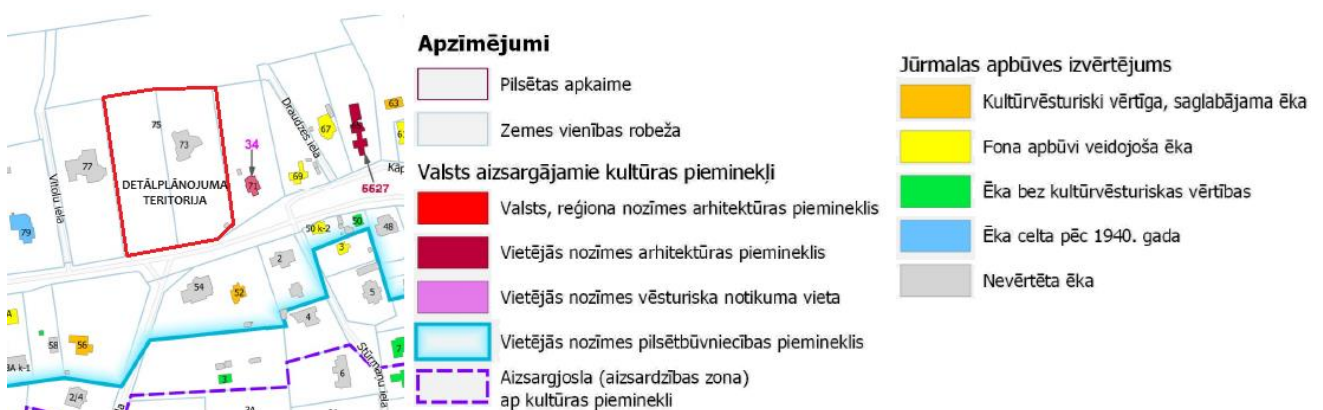 75
73
77
34
71
67
69
63
5527
Draudzes iela
Vītolu iela
DETĀLPLĀNOJUMA
TERITORIJA
79
50 k-2
50
48
3
2
54
52
5
4
58
56
6
3
2/4
Stūrmaņu iela
Apzīmējumi
Pilsētas apkaime
Zemes vienības robeža
Valsts aizsargājamie kultūras pieminekļi
Valsts, reģiona nozīmes arhitektūras piemineklis
Vietējās nozīmes arhitektūras piemineklis
Vietējās nozīmes vēsturiska notikuma vieta
Vietējās nozīmes pilsētbūvniecības piemineklis
Aizsargjosla (aizsardzības zona)
ap kultūras pieminekli
Jūrmalas apbūves izvērtējums
Kultūrvēsturiski vērtīga, saglabājama ēka
Fona apbūvi veidojoša ēka
Ēka bez kultūrvēsturiskas vērtības
Ēka celta pēc 1940. gada
Nevērtēta ēka